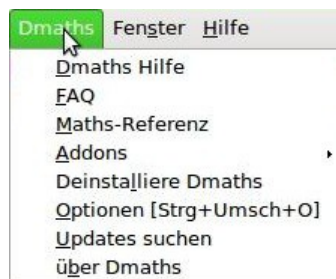 Dmaths Fenster Hilfe
Dmaths Hilfe
FAQ
Maths-Referenz
Addons
Deinstalliere Dmaths
Optionen [Strg+Umsch+O]
Updates suchen
über Dmaths